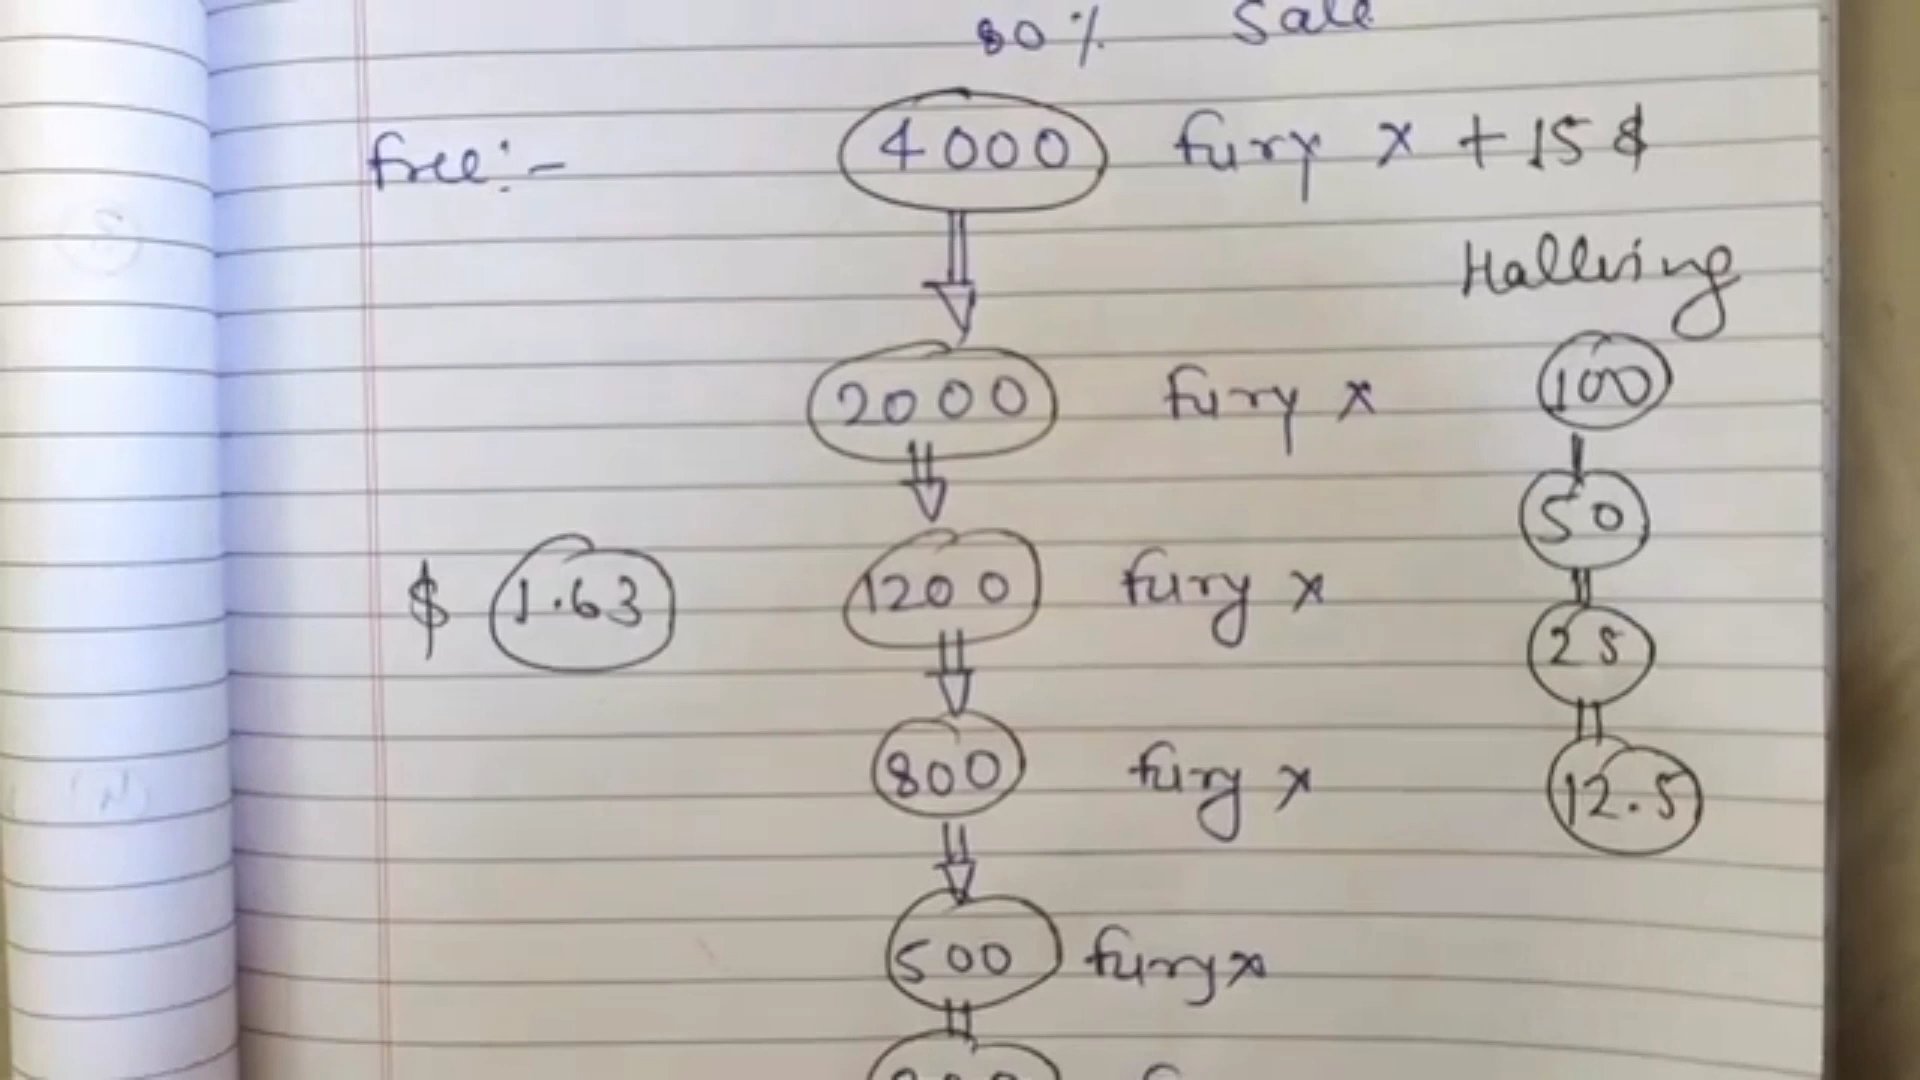 80% Sale
free:- 4000 fury x + 15 $
Hallving
2000 fury x 100
50
$ 1.63 1200 fury x
25
800 fury x 12.5
500 fury x